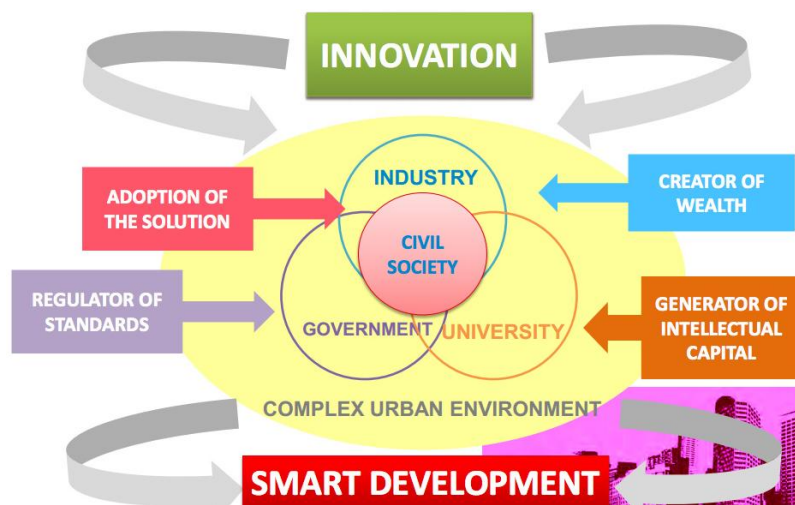 INNOVATION
INDUSTRY
ADOPTION OF
THE SOLUTION
CREATOR OF
WEALTH
CIVIL
SOCIETY
REGULATOR OF
STANDARDS
GENERATOR OF
INTELLECTUAL
CAPITAL
GOVERNMENT
UNIVERSITY
COMPLEX URBAN ENVIRONMENT
SMART DEVELOPMENT